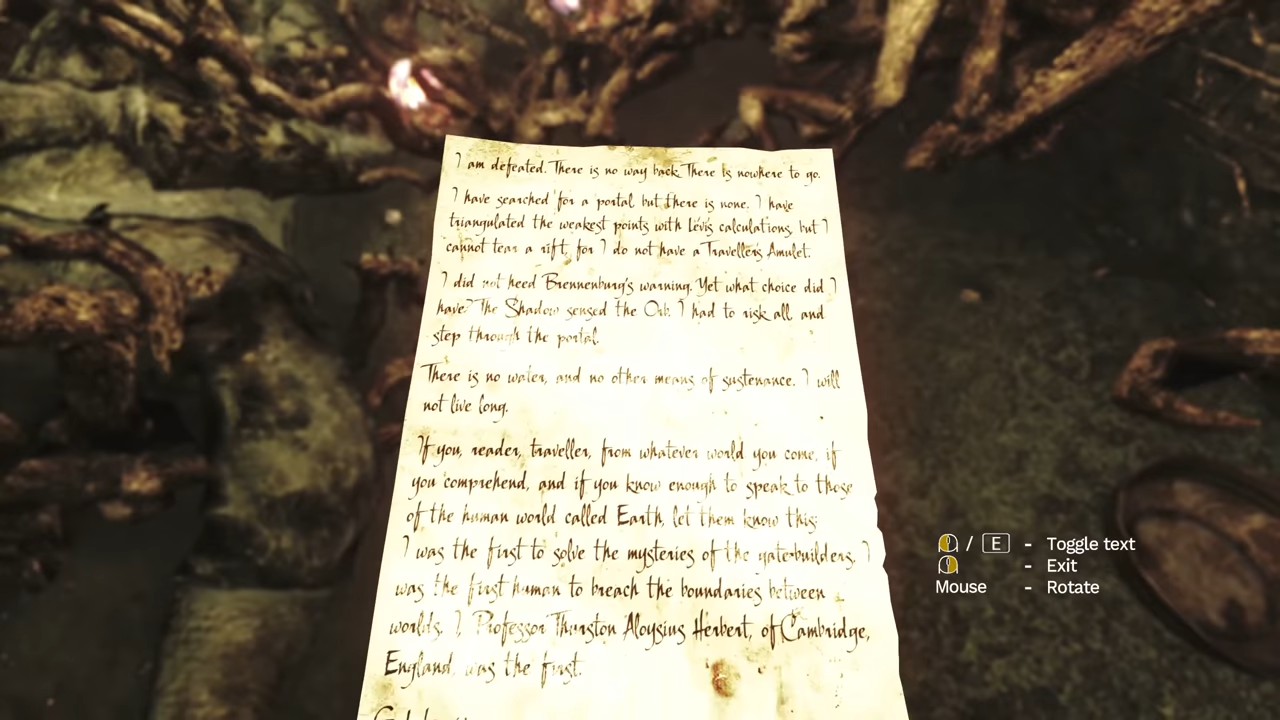 I am defeated. There is no way back. There is nowhere to go.
I have searched for a portal but there is none. I have
triangulated the weakest points with Lévis calculations, but I
cannot tear a rift, for I do not have a Traveller's Amulet.
I did not heed Brennenburg's warning. Yet what choice did I
have? The Shadow sensed the Orb. I had to risk all and
step through the portal.
There is no water, and no other means of sustenance. I will
not live long.
If you, reader, traveller, from whatever world you come, if
you comprehend, and if you know enough to speak to those
of the human world called Earth, let them know this:
I was the first to solve the mysteries of the gate-builders. I
was the first human to breach the boundaries between
worlds. I, Professor Thurston Aloysius Herbert, of Cambridge,
England, was the first.
/ E - Toggle text
- Exit
Mouse - Rotate